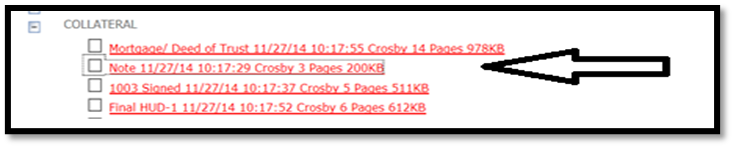 COLLATERAL
Mortgage/ Deed of Trust 11/27/14 10:17:55 Crosby 14 Pages 978KB
Note 11/27/14 10:17:29 Crosby 3 Pages 200KB
1003 Signed 11/27/14 10:17:37 Crosby 5 Pages 511KB
Final HUD-1 11/27/14 10:17:52 Crosby 6 Pages 612KB